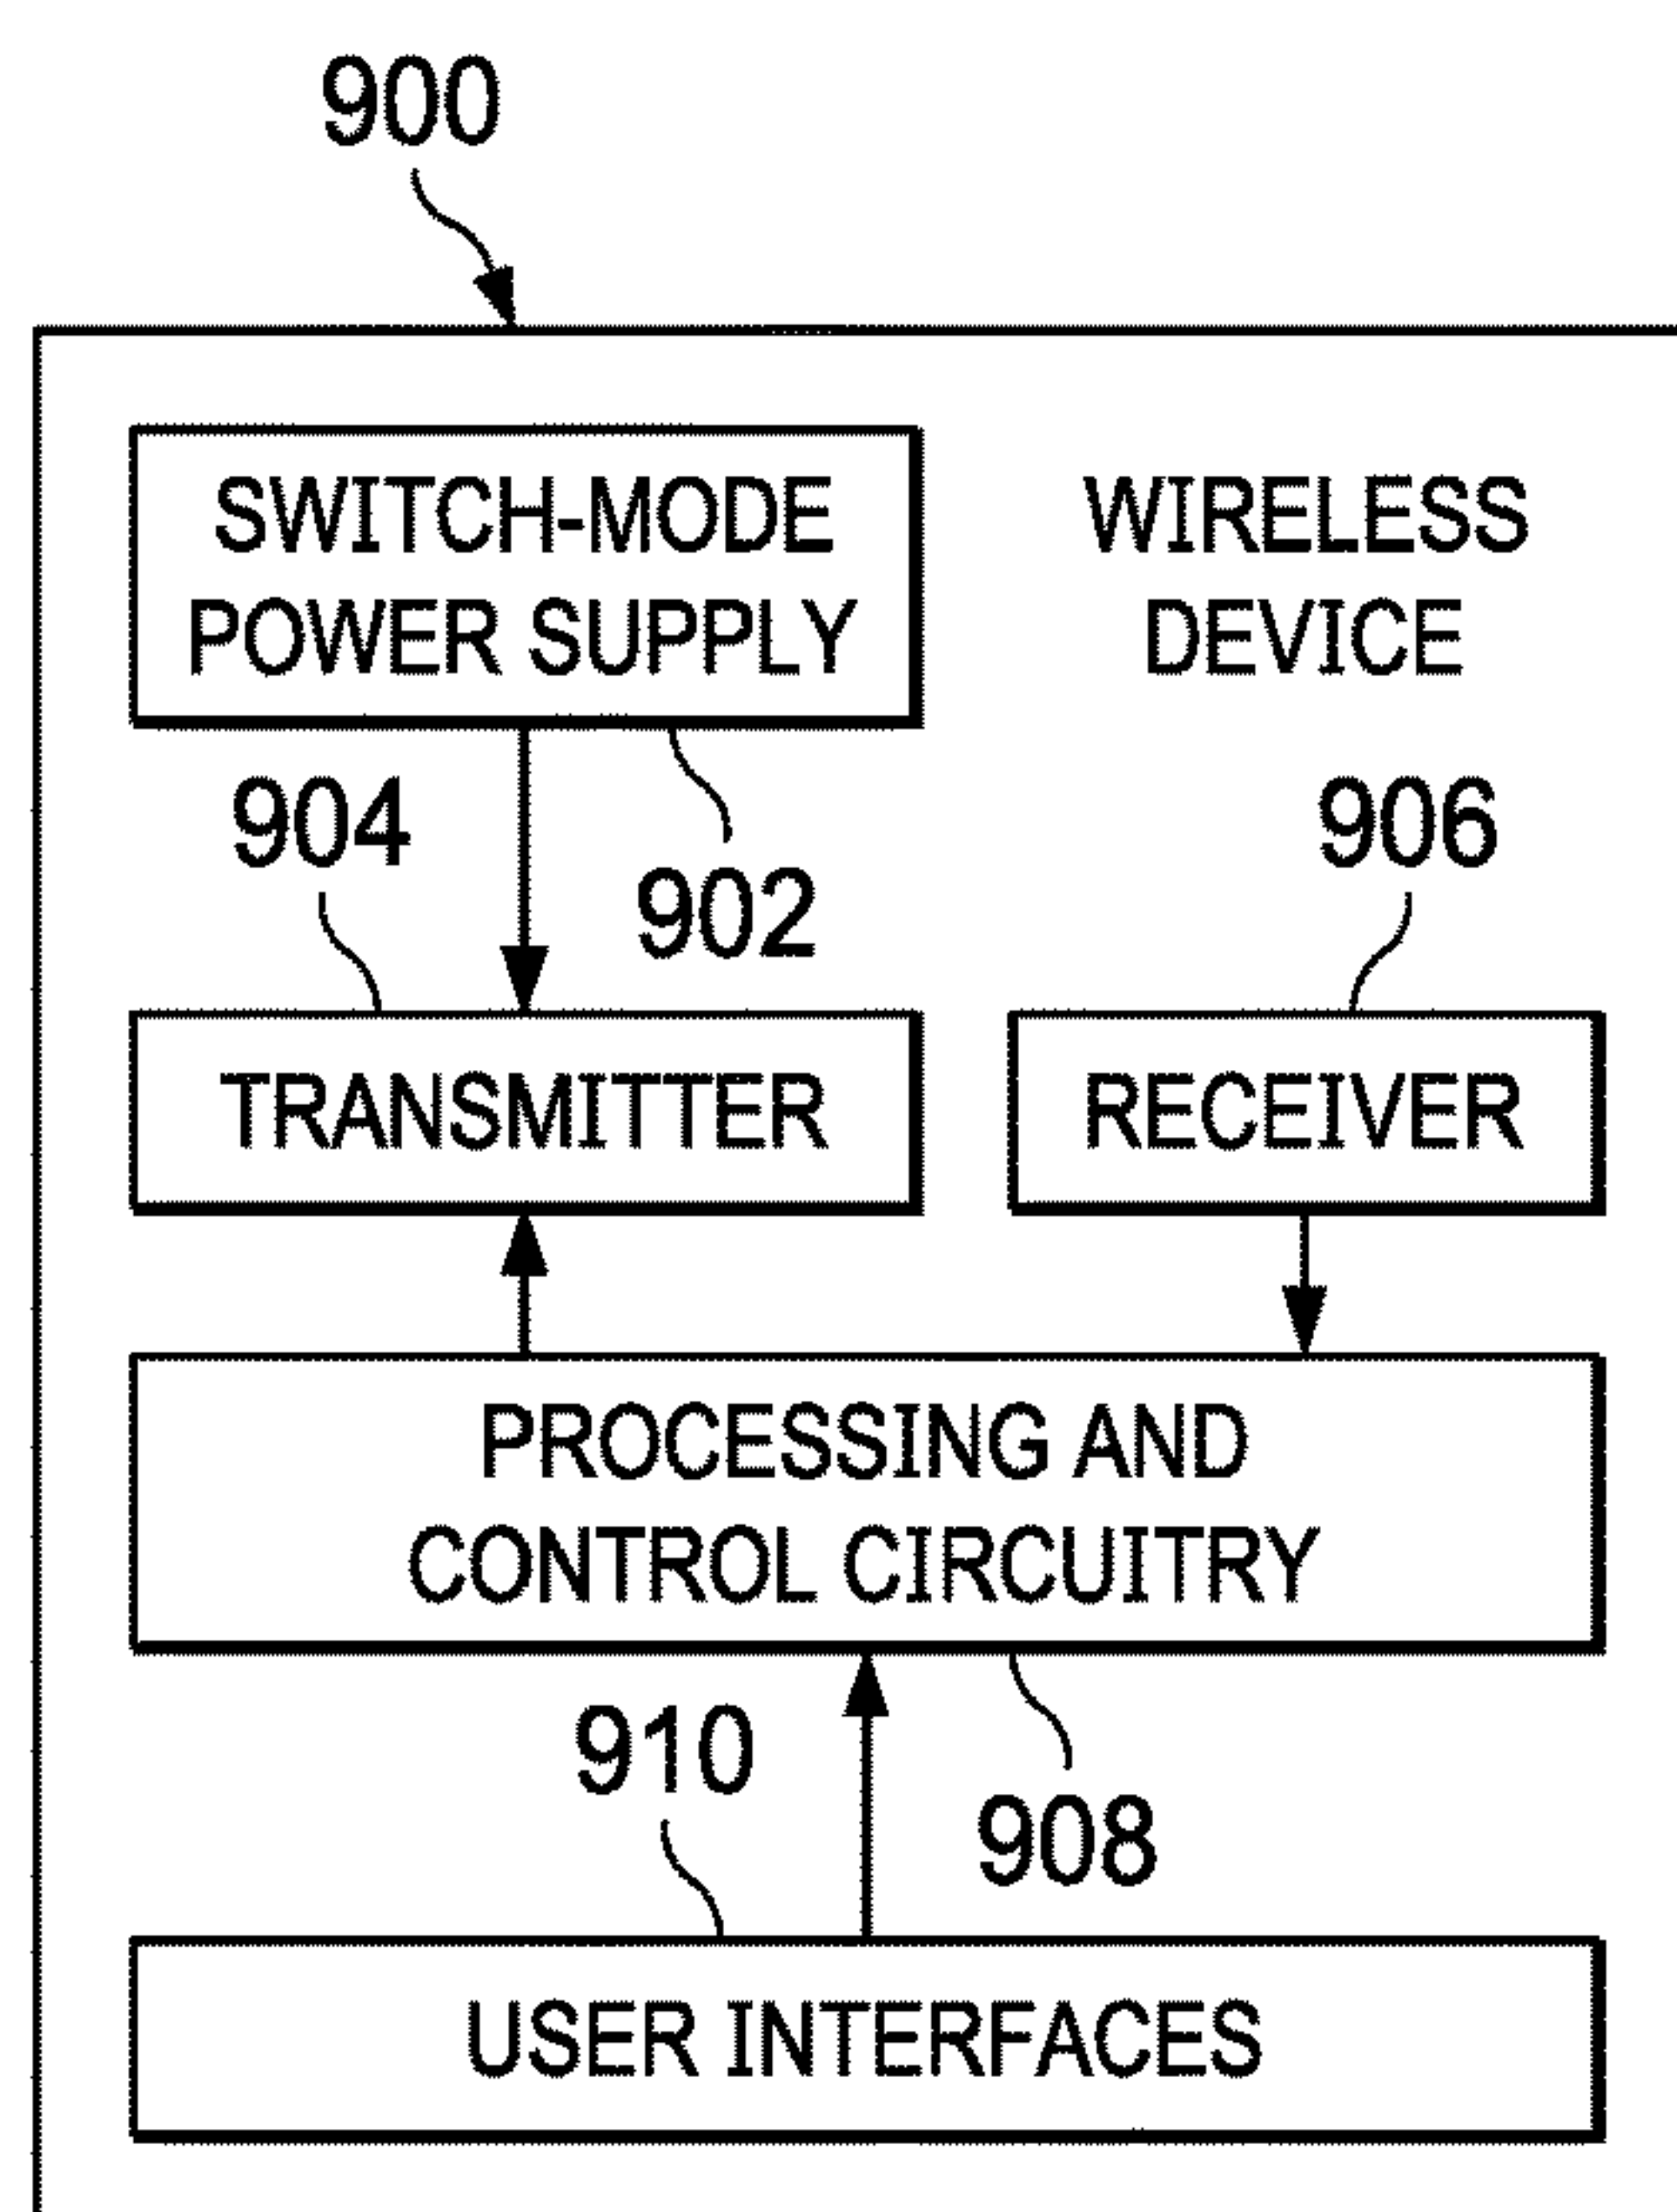 900
SWITCH-MODE
POWER SUPPLY
WIRELESS
DEVICE
904
902
906
TRANSMITTER
RECEIVER
PROCESSING AND
CONTROL CIRCUITRY
910
908
USER INTERFACES